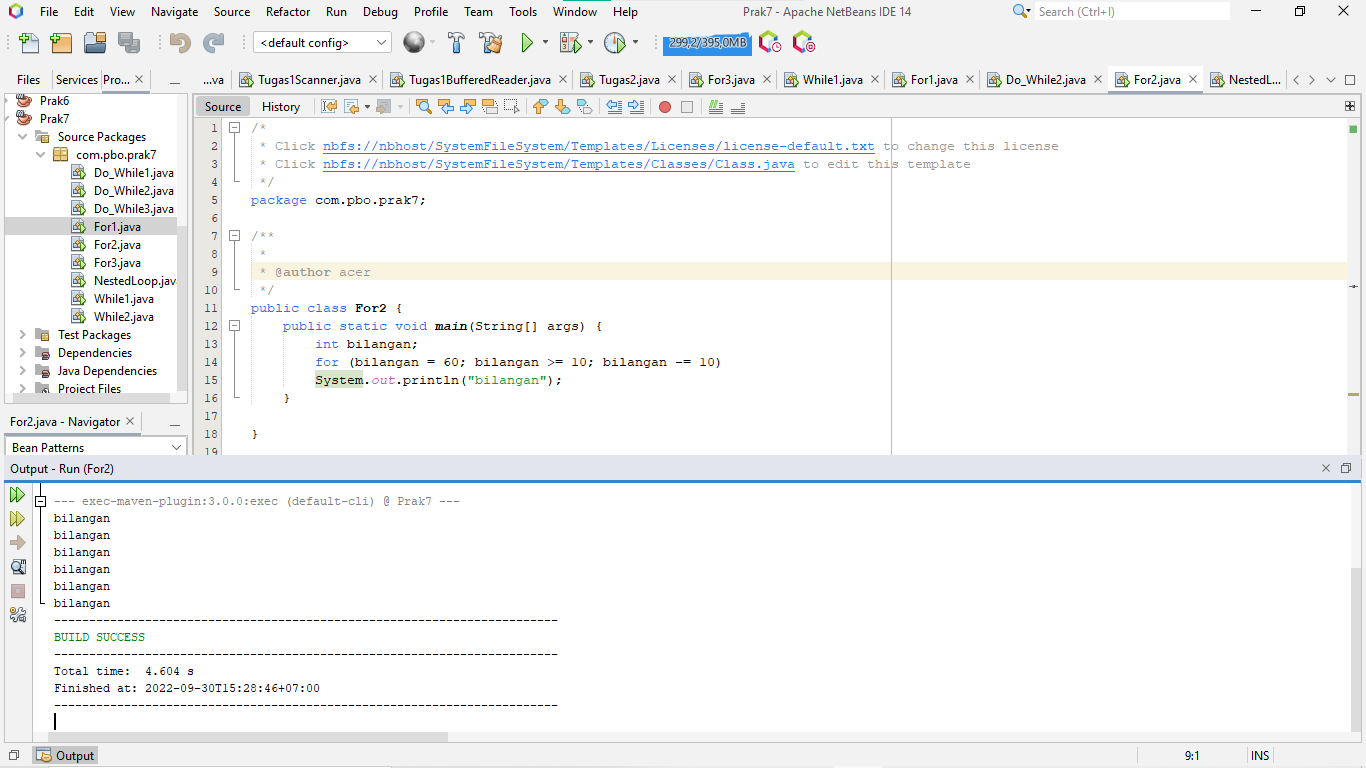 File Edit View Navigate Source Refactor Run Debug Profile Team Tools Window Help Prak7 - Apache NetBeans IDE 14 Search (Ctrl+I)
<default config> 299,2/395,0MB
Files Services Pro... ...va Tugas1Scanner.java Tugas1BufferedReader.java Tugas2.java For3.java While1.java For1.java Do_While2.java For2.java NestedL...
Prak6
Prak7
Source Packages
com.pbo.prak7
Do_While1.java
Do_While2.java
Do_While3.java
For1.java
For2.java
For3.java
NestedLoop.java
While1.java
While2.java
Test Packages
Dependencies
Java Dependencies
Project Files
For2.java - Navigator
Bean Patterns
Source History
1 /*
2 * Click nbfs://nbhost/SystemFileSystem/Templates/Licenses/license-default.txt to change this license
3 * Click nbfs://nbhost/SystemFileSystem/Templates/Classes/Class.java to edit this template
4 */
5 package com.pbo.prak7;
6
7 /**
8 *
9 * @author acer
10 */
11 public class For2 {
12 public static void main(String[] args) {
13 int bilangan;
14 for (bilangan = 60; bilangan >= 10; bilangan -= 10)
15 System.out.println("bilangan");
16 }
17
18 }
19
Output - Run (For2)
--- exec-maven-plugin:3.0.0:exec (default-cli) @ Prak7 ---
bilangan
bilangan
bilangan
bilangan
bilangan
bilangan
------------------------------------------------------------------------
BUILD SUCCESS
------------------------------------------------------------------------
Total time:  4.604 s
Finished at: 2022-09-30T15:28:46+07:00
------------------------------------------------------------------------
Output 9:1 INS